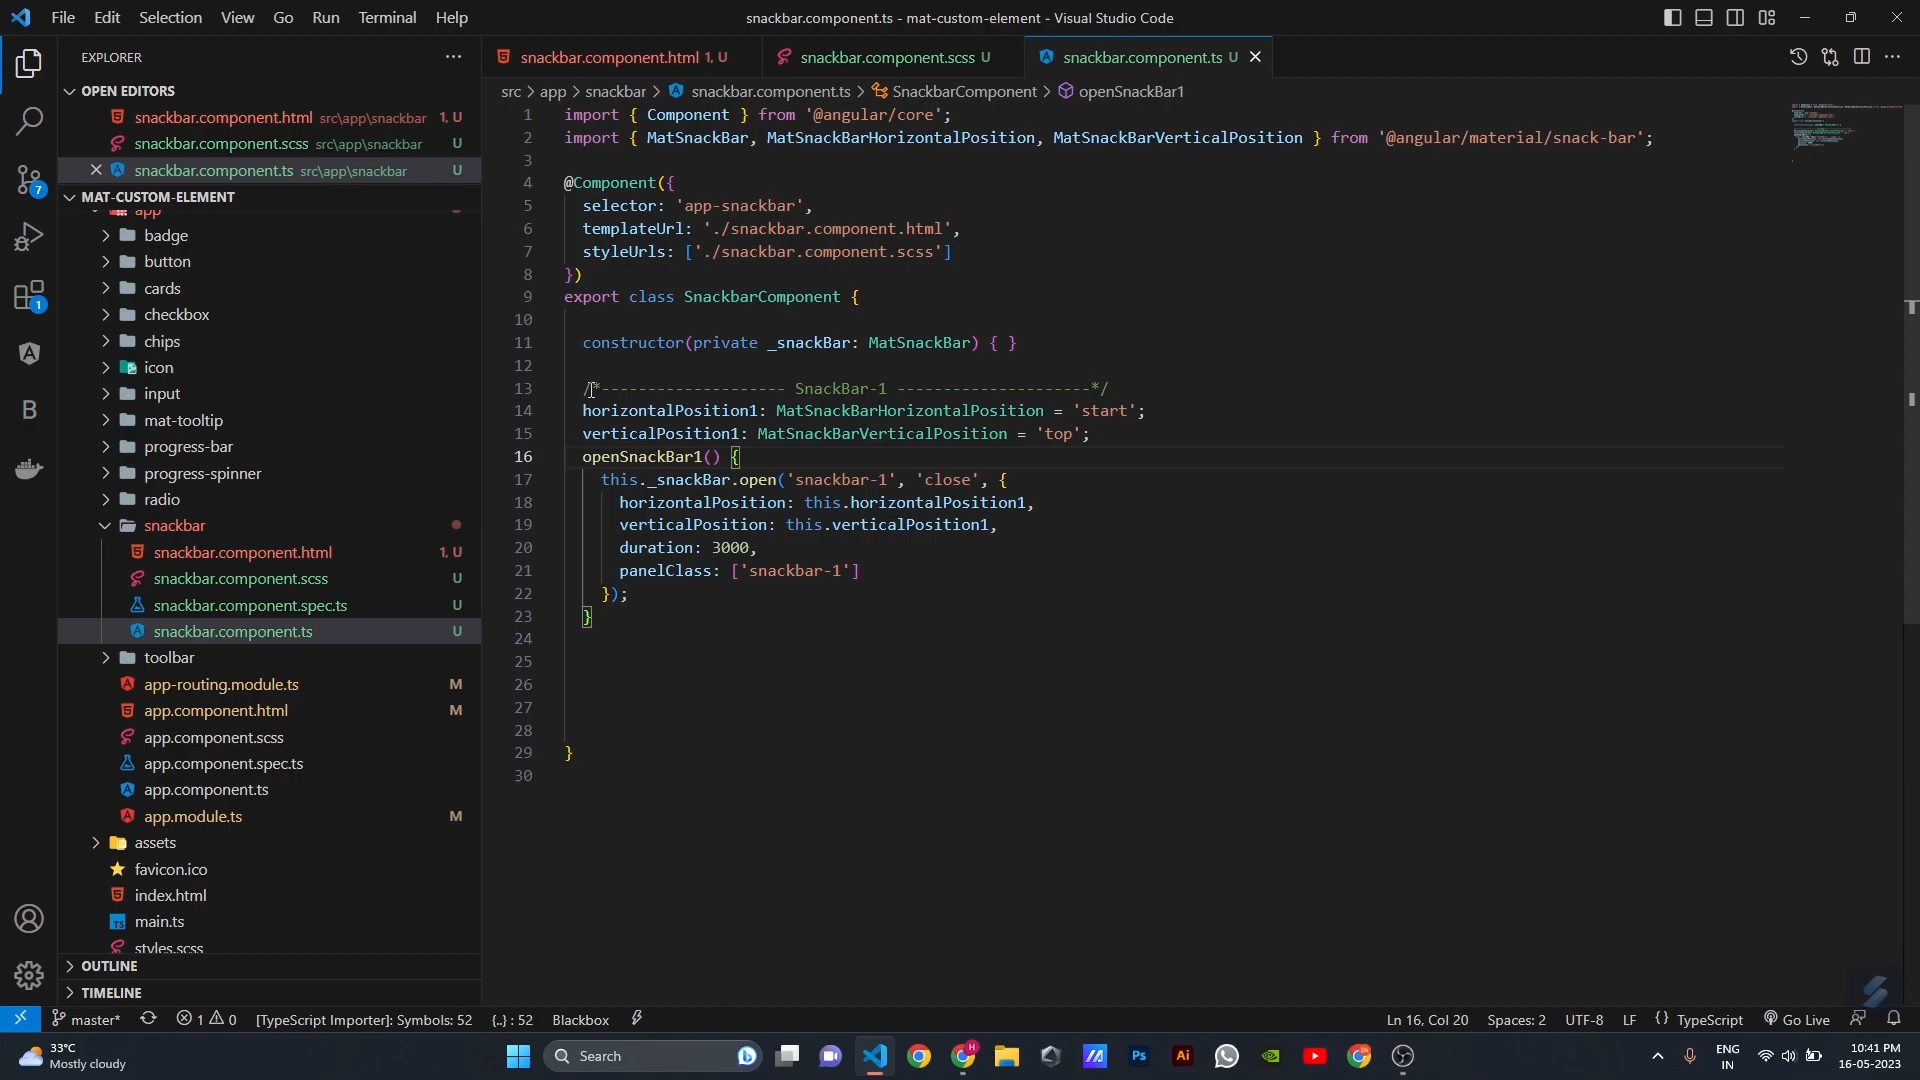 File Edit Selection View Go Run Terminal Help
snackbar.component.ts - mat-custom-element - Visual Studio Code
EXPLORER
OPEN EDITORS
snackbar.component.html src\app\snackbar 1, U
snackbar.component.scss src\app\snackbar U
snackbar.component.ts src\app\snackbar U
MAT-CUSTOM-ELEMENT
app
badge
button
cards
checkbox
chips
icon
input
mat-tooltip
progress-bar
progress-spinner
radio
snackbar
snackbar.component.html 1, U
snackbar.component.scss U
snackbar.component.spec.ts U
snackbar.component.ts U
toolbar
app-routing.module.ts M
app.component.html M
app.component.scss
app.component.spec.ts
app.component.ts
app.module.ts M
assets
favicon.ico
index.html
main.ts
styles.scss
OUTLINE
TIMELINE
7
1
B
snackbar.component.html 1, U
snackbar.component.scss U
snackbar.component.ts U
src > app > snackbar > snackbar.component.ts > SnackbarComponent > openSnackBar1
1 import { Component } from '@angular/core';
2 import { MatSnackBar, MatSnackBarHorizontalPosition, MatSnackBarVerticalPosition } from '@angular/material/snack-bar';
3
4 @Component({
5 selector: 'app-snackbar',
6 templateUrl: './snackbar.component.html',
7 styleUrls: ['./snackbar.component.scss']
8 })
9 export class SnackbarComponent {
10
11 constructor(private _snackBar: MatSnackBar) { }
12
13 /*-------------------- SnackBar-1 ---------------------*/
14 horizontalPosition1: MatSnackBarHorizontalPosition = 'start';
15 verticalPosition1: MatSnackBarVerticalPosition = 'top';
16 openSnackBar1() {
17 this._snackBar.open('snackbar-1', 'close', {
18 horizontalPosition: this.horizontalPosition1,
19 verticalPosition: this.verticalPosition1,
20 duration: 3000,
21 panelClass: ['snackbar-1']
22 });
23 }
24
25
26
27
28
29 }
30
master* 1 0 [TypeScript Importer]: Symbols: 52 {..} : 52 Blackbox
Ln 16, Col 20 Spaces: 2 UTF-8 LF {} TypeScript Go Live
33°C
Mostly cloudy
Search
H
Ps
Ai
ENG
IN
10:41 PM
16-05-2023